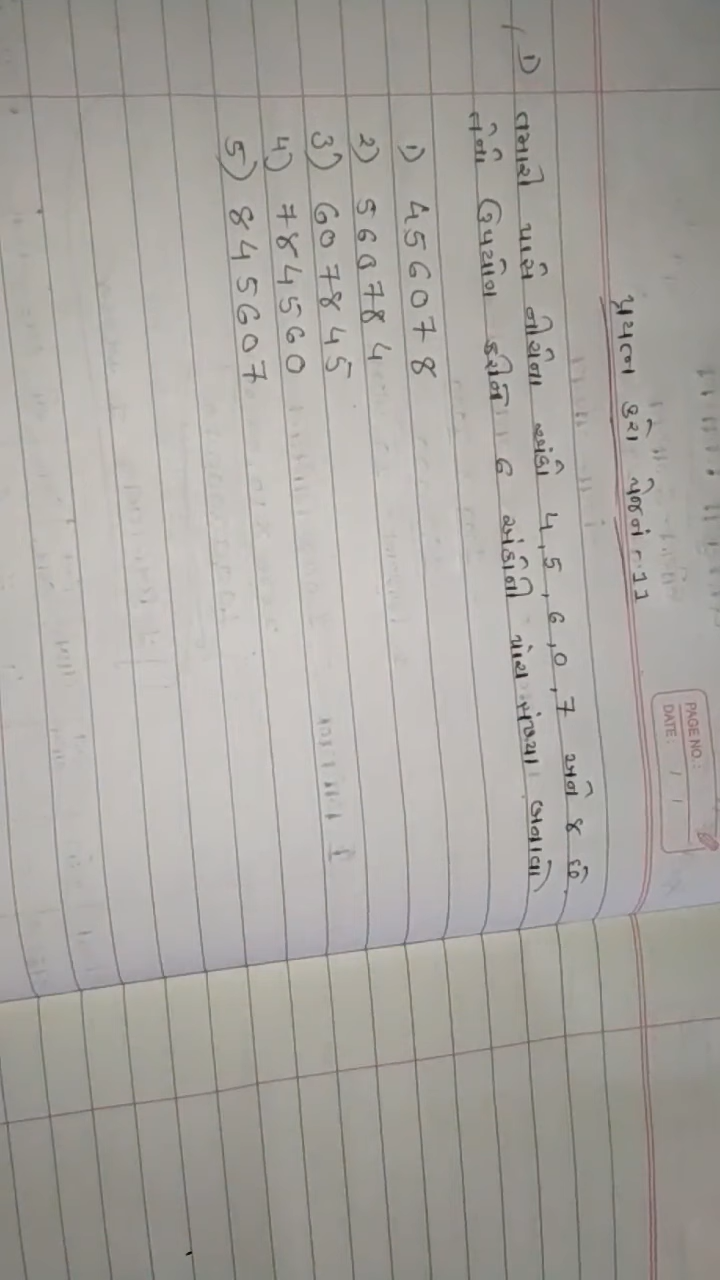 PAGE NO.:
DATE: / /
પ્રયત્ન કરો પેજનં - 11
1) તમારી પાસે નીચેના અંકો 4, 5, 6, 0, 7 અને 8 છે
તેનો ઉપયોગ કરીને 6 અંકોની પાંચ સંખ્યા બનાવો
1) 456078
2) 560784
3) 607845
4) 784560
5) 845607